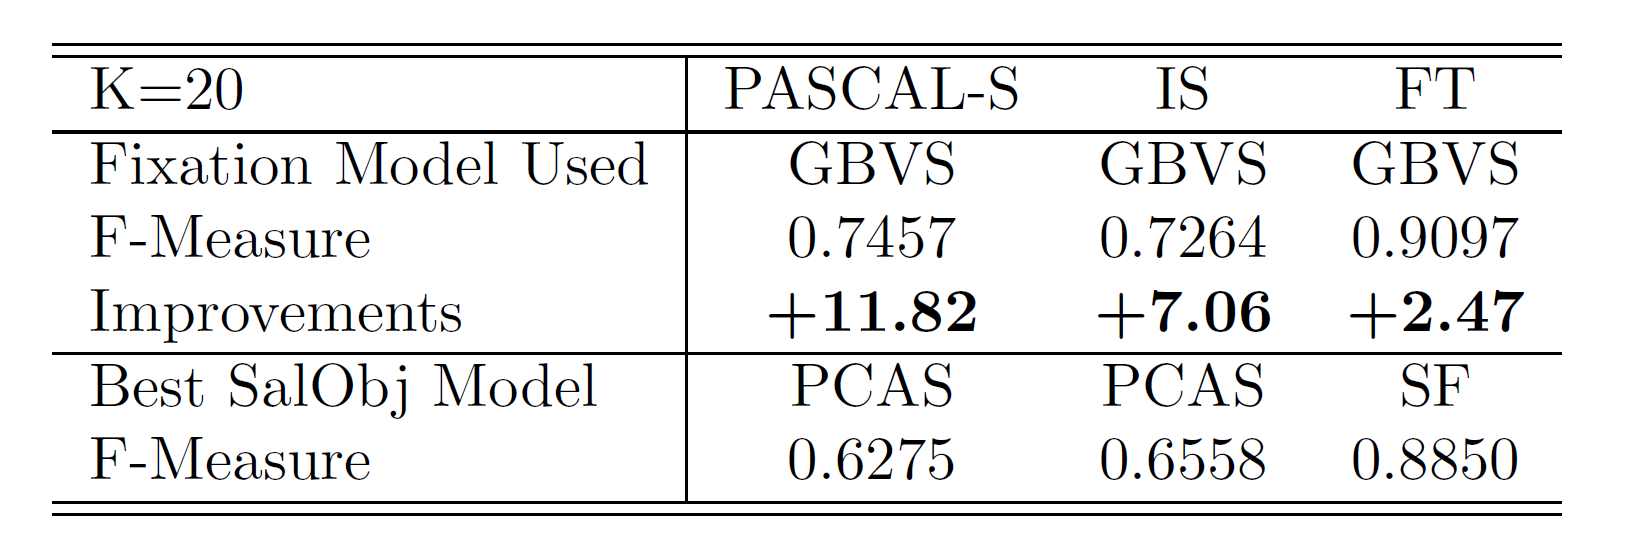 K=20 PASCAL-S IS FT
Fixation Model Used GBVS GBVS GBVS
F-Measure 0.7457 0.7264 0.9097
Improvements +11.82 +7.06 +2.47
Best SalObj Model PCAS PCAS SF
F-Measure 0.6275 0.6558 0.8850